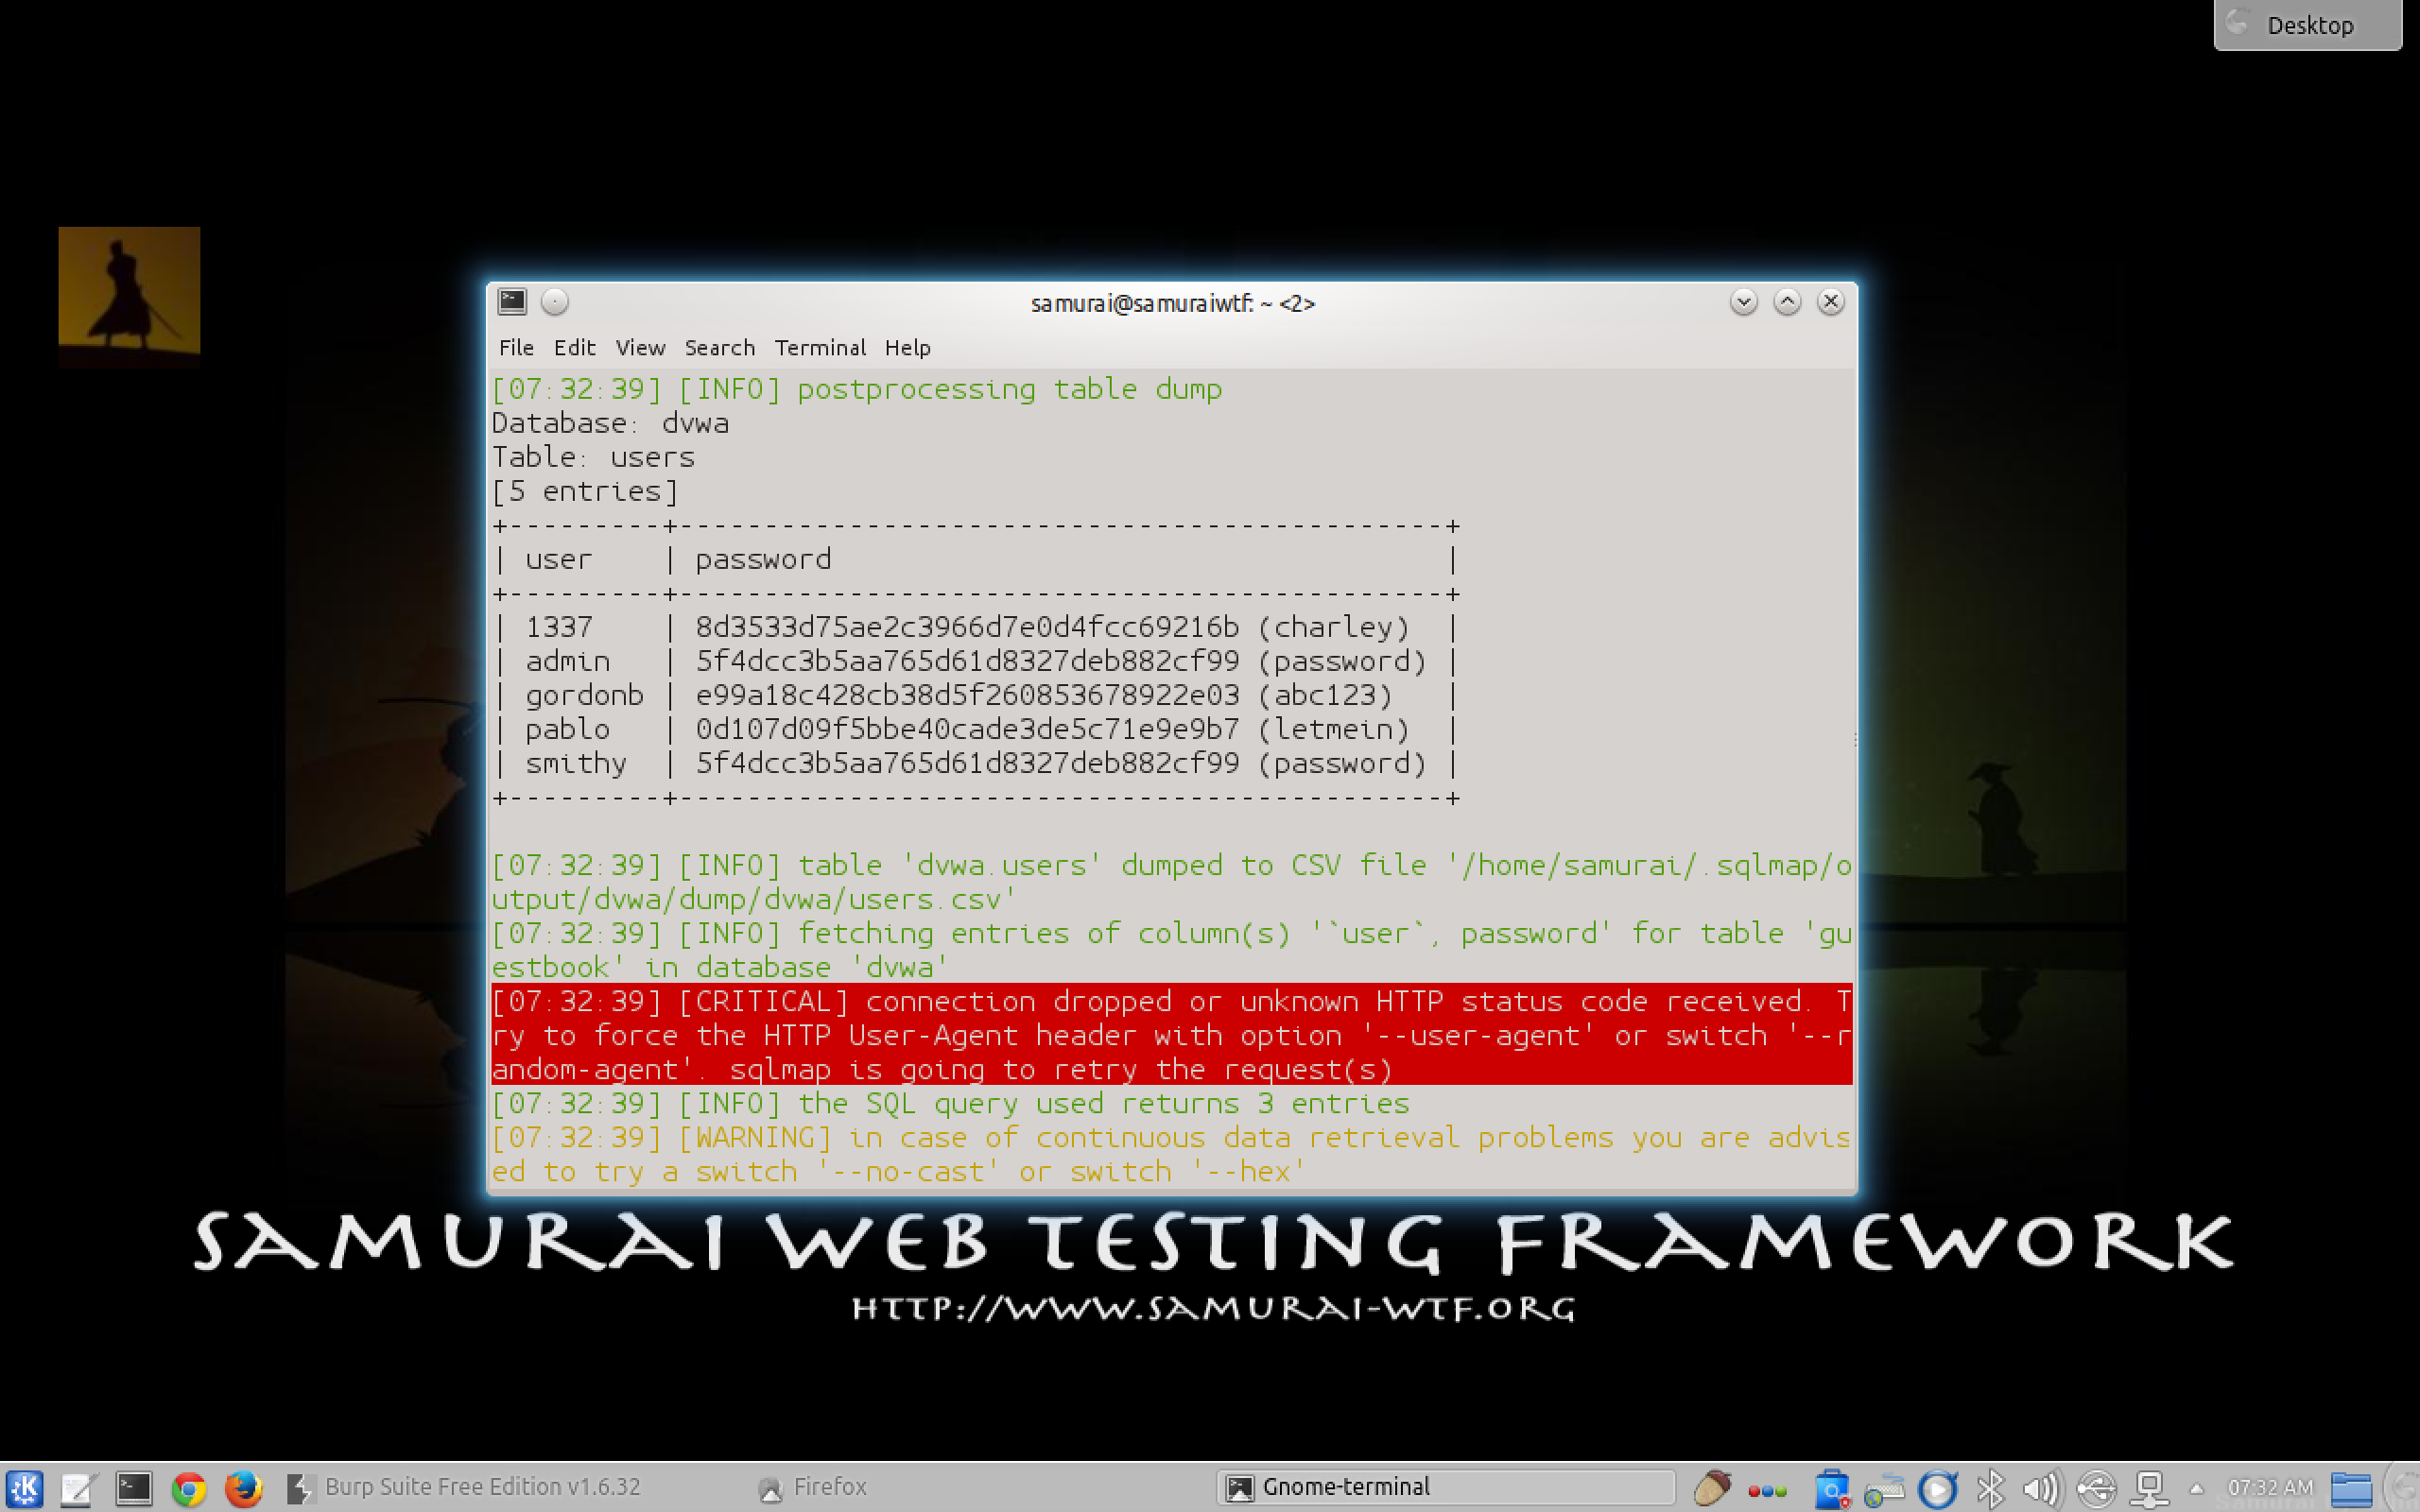 Desktop
samurai@samuraiwtf: ~ <2>
File Edit View Search Terminal Help
[07:32:39] [INFO] postprocessing table dump
Database: dvwa
Table: users
[5 entries]
+---------+---------------------------------------------+
| user    | password                                    |
+---------+---------------------------------------------+
| 1337    | 8d3533d75ae2c3966d7e0d4fcc69216b (charley)  |
| admin   | 5f4dcc3b5aa765d61d8327deb882cf99 (password) |
| gordonb | e99a18c428cb38d5f260853678922e03 (abc123)   |
| pablo   | 0d107d09f5bbe40cade3de5c71e9e9b7 (letmein)  |
| smithy  | 5f4dcc3b5aa765d61d8327deb882cf99 (password) |
+---------+---------------------------------------------+
[07:32:39] [INFO] table 'dvwa.users' dumped to CSV file '/home/samurai/.sqlmap/o
utput/dvwa/dump/dvwa/users.csv'
[07:32:39] [INFO] fetching entries of column(s) '`user`, password' for table 'gu
estbook' in database 'dvwa'
[07:32:39] [CRITICAL] connection dropped or unknown HTTP status code received. T
ry to force the HTTP User-Agent header with option '--user-agent' or switch '--r
andom-agent'. sqlmap is going to retry the request(s)
[07:32:39] [INFO] the SQL query used returns 3 entries
[07:32:39] [WARNING] in case of continuous data retrieval problems you are advis
ed to try a switch '--no-cast' or switch '--hex'
SAMURAI WEB TESTING FRAMEWORK
HTTP://WWW.SAMURAI-WTF.ORG
Burp Suite Free Edition v1.6.32 Firefox Gnome-terminal 07:32 AM